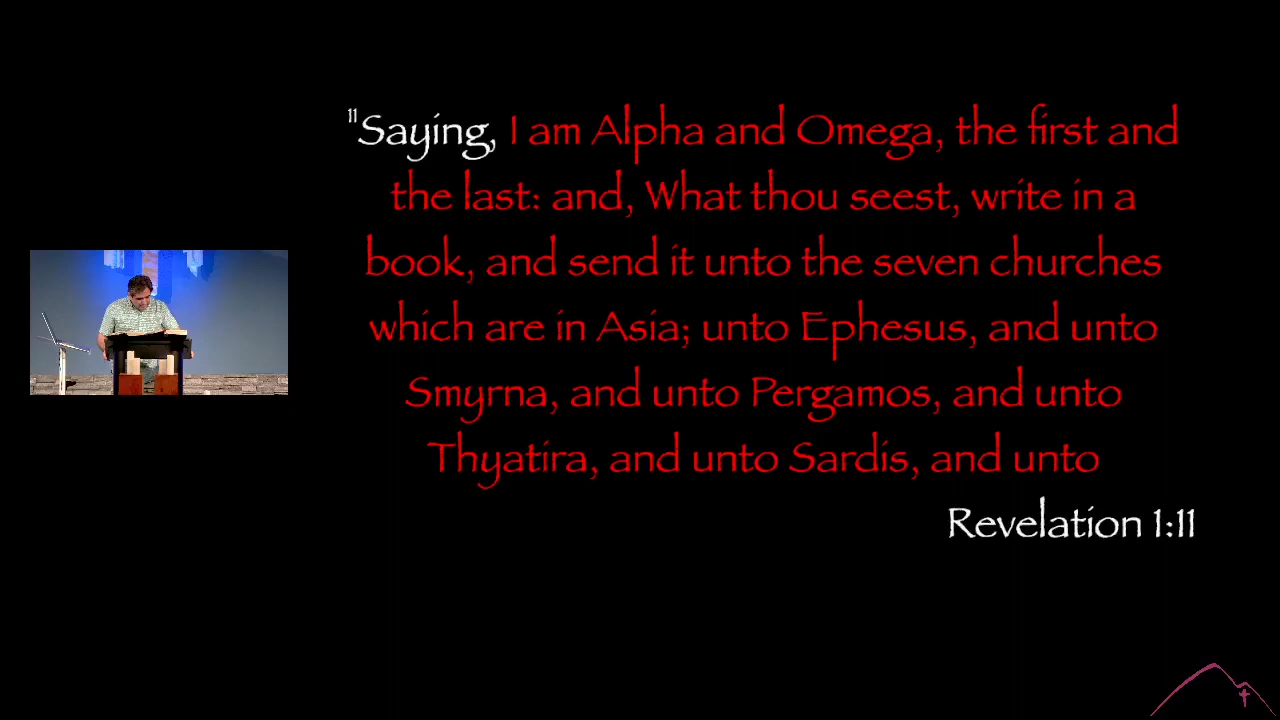 11Saying, I am Alpha and Omega, the first and
the last: and, What thou seest, write in a
book, and send it unto the seven churches
which are in Asia; unto Ephesus, and unto
Smyrna, and unto Pergamos, and unto
Thyatira, and unto Sardis, and unto
Revelation 1:11